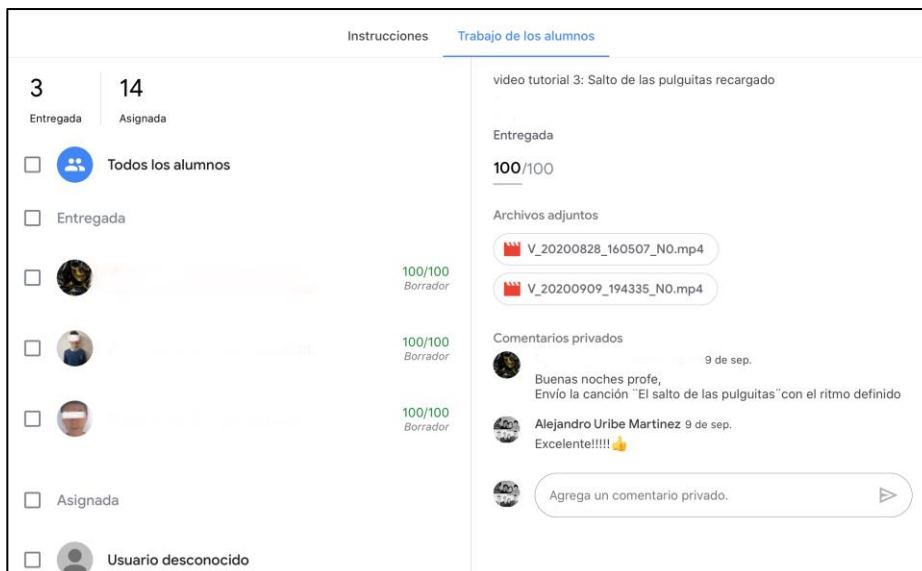 Instrucciones
Trabajo de los alumnos
3
14
Entregada
Asignada
Todos los alumnos
Entregada
100/100
Borrador
100/100
Borrador
100/100
Borrador
Asignada
Usuario desconocido
video tutorial 3: Salto de las pulguitas recargado
Entregada
100/100
Archivos adjuntos
V_20200828_160507_N0.mp4
V_20200909_194335_N0.mp4
Comentarios privados
9 de sep.
Buenas noches profe,
Envío la canción ¨El salto de las pulguitas¨con el ritmo definido
Alejandro Uribe Martinez 9 de sep.
Excelente!!!!!👍
Agrega un comentario privado.